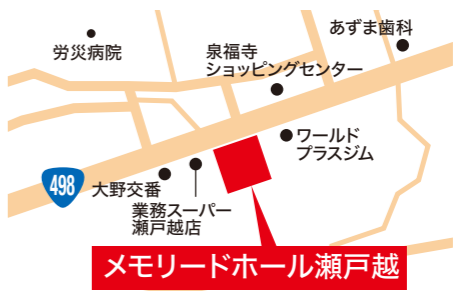 あずま歯科
労災病院
泉福寺
ショッピングセンター
ワールド
プラスジム
498
大野交番
業務スーパー
瀬戸越店
メモリードホール瀬戸越